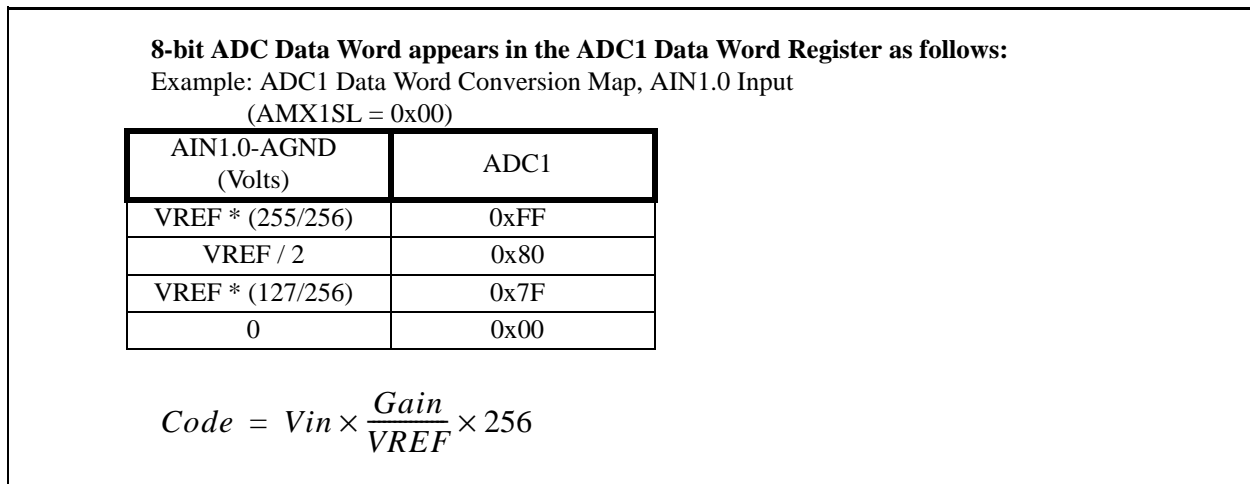 8-bit ADC Data Word appears in the ADC1 Data Word Register as follows:
Example: ADC1 Data Word Conversion Map, AIN1.0 Input
(AMX1SL = 0x00)
AIN1.0-AGND
(Volts)
ADC1
VREF * (255/256) 0xFF
VREF / 2 0x80
VREF * (127/256) 0x7F
0 0x00
Code = Vin × Gain/VREF × 256